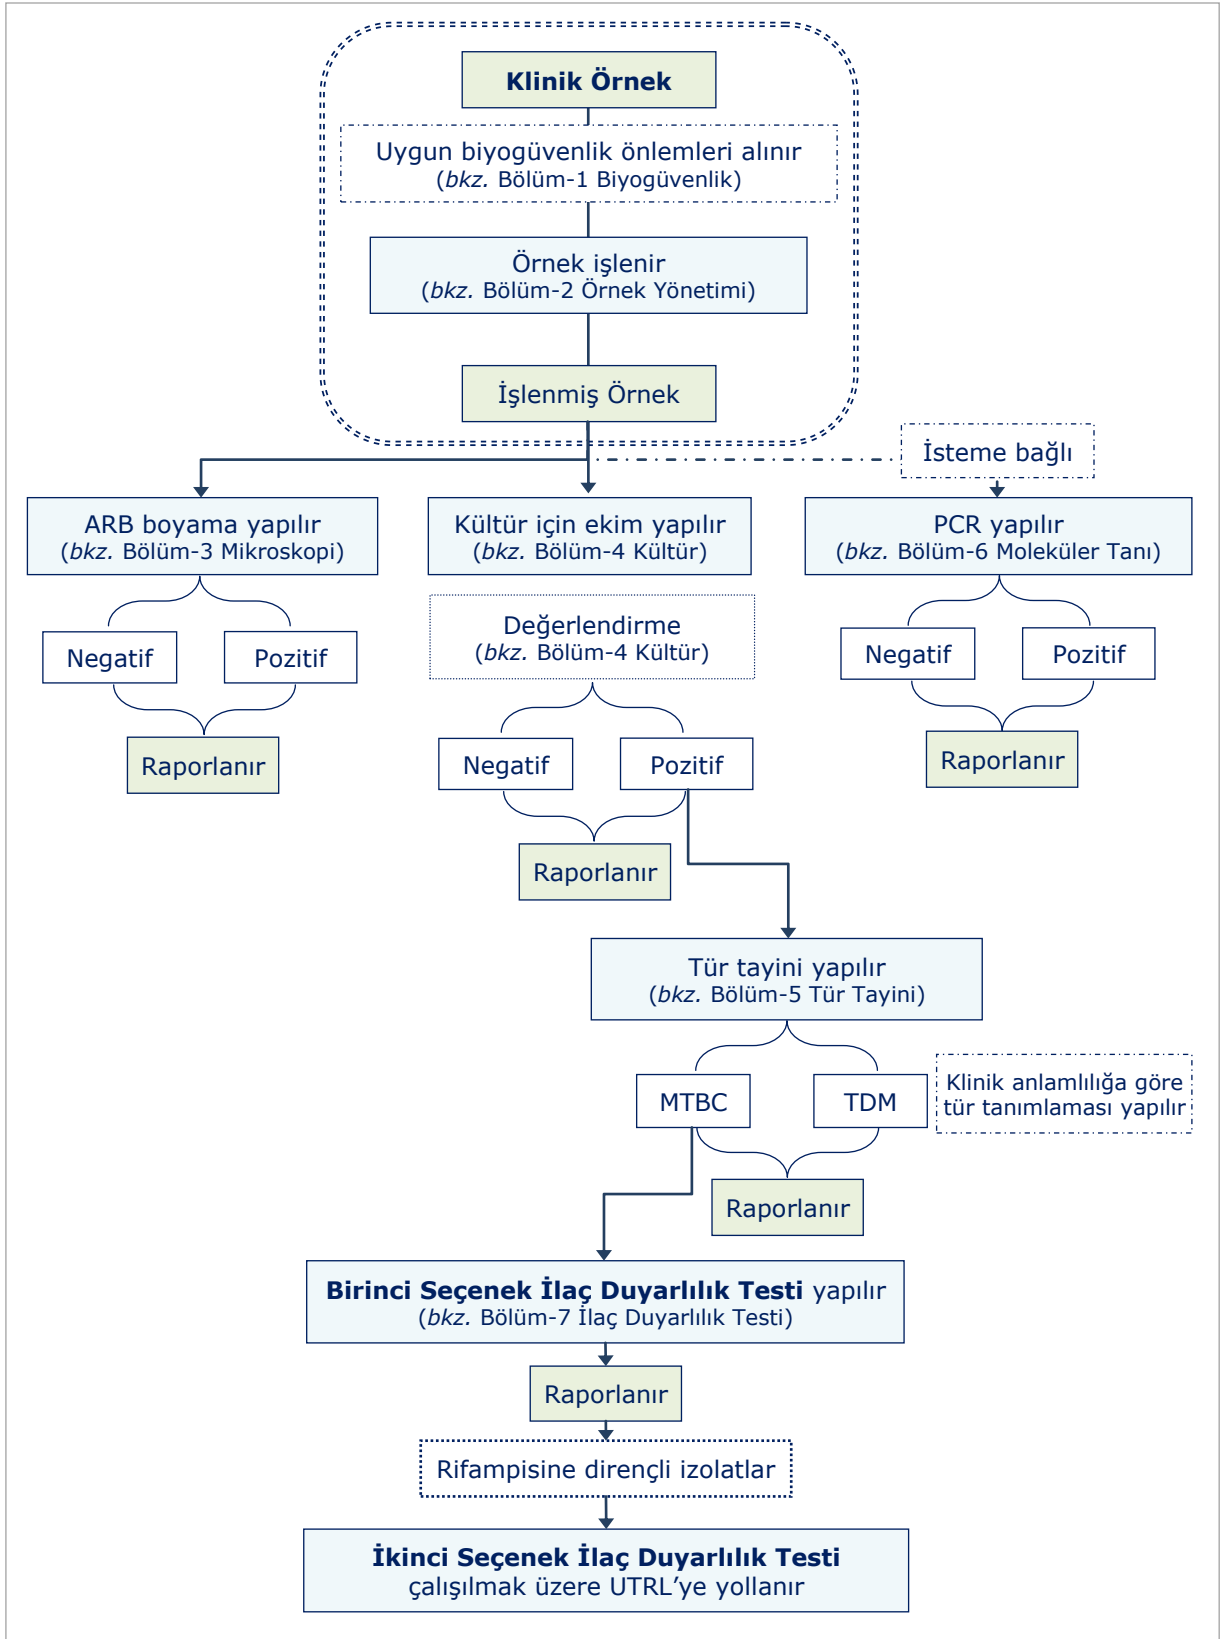 Klinik Örnek
Uygun biyogüvenlik önlemleri alınır
(bkz. Bölüm-1 Biyogüvenlik)
Örnek işlenir
(bkz. Bölüm-2 Örnek Yönetimi)
İşlenmiş Örnek
İsteme bağlı
ARB boyama yapılır
(bkz. Bölüm-3 Mikroskopi)
Kültür için ekim yapılır
(bkz. Bölüm-4 Kültür)
PCR yapılır
(bkz. Bölüm-6 Moleküler Tanı)
Değerlendirme
(bkz. Bölüm-4 Kültür)
Negatif
Pozitif
Negatif
Pozitif
Raporlanır
Negatif
Pozitif
Raporlanır
Raporlanır
Tür tayini yapılır
(bkz. Bölüm-5 Tür Tayini)
MTBC
TDM
Klinik anlamlılığa göre
tür tanımlaması yapılır
Raporlanır
Birinci Seçenek İlaç Duyarlılık Testi yapılır
(bkz. Bölüm-7 İlaç Duyarlılık Testi)
Raporlanır
Rifampisine dirençli izolatlar
İkinci Seçenek İlaç Duyarlılık Testi
çalışılmak üzere UTRL’ye yollanır